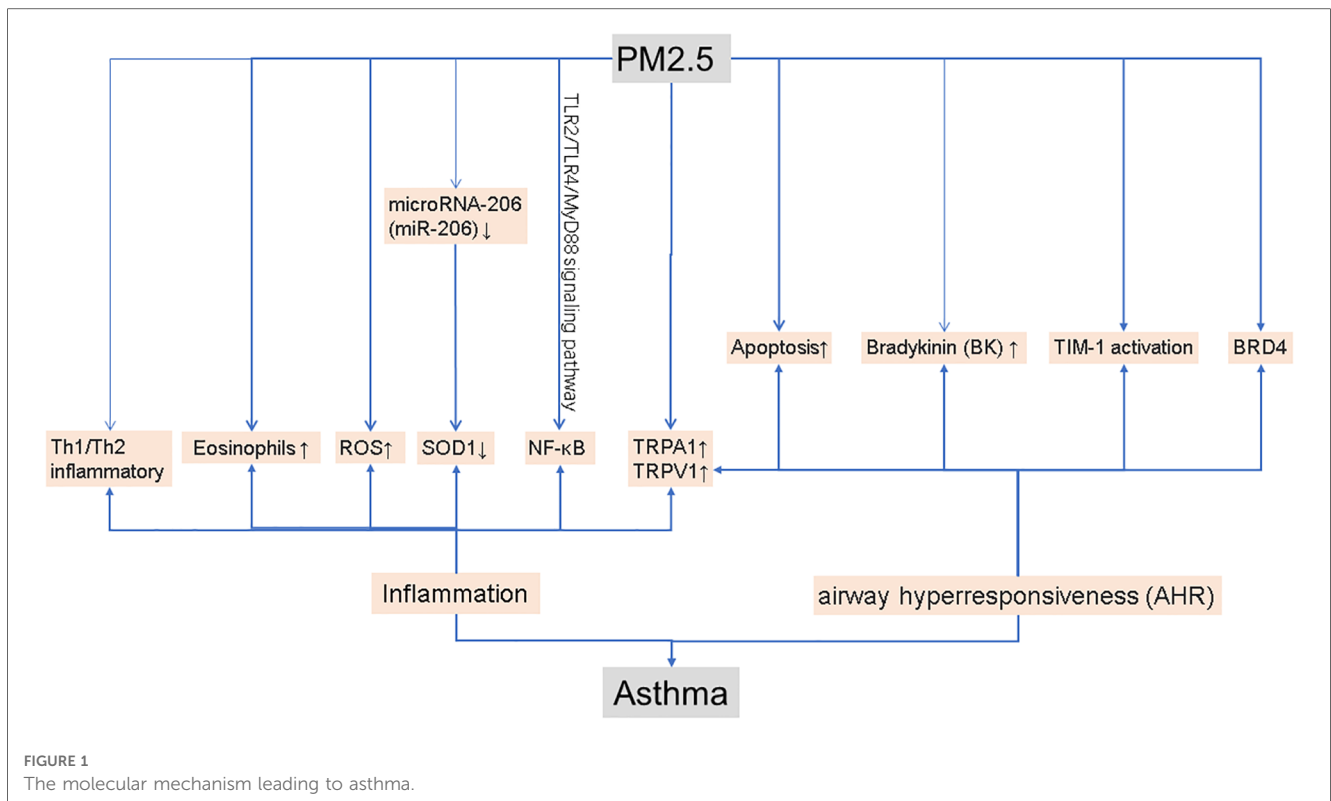 PM2.5
TLR2/TLR4/MyD88 signaling pathway
microRNA-206
(miR-206)↓
Apoptosis↑
Bradykinin (BK) ↑
TIM-1 activation
BRD4
Th1/Th2
inflammatory
Eosinophils↑
ROS↑
SOD1↓
NF-κB
TRPA1↑
TRPV1↑
Inflammation
airway hyperresponsiveness (AHR)
Asthma
FIGURE 1
The molecular mechanism leading to asthma.